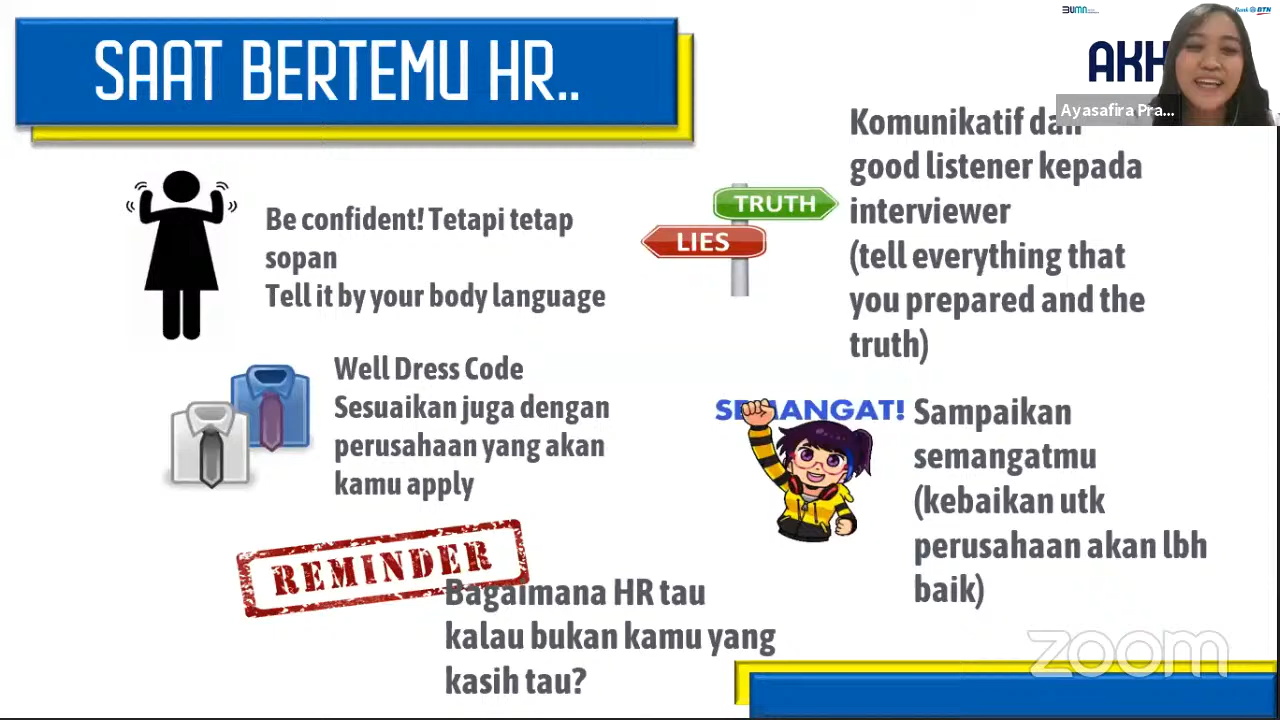 SAAT BERTEMU HR..
BUMN
Bank BTN
AKH
Ayasafira Pra...
Be confident! Tetapi tetap
sopan
Tell it by your body language
TRUTH
LIES
Komunikatif dan
good listener kepada
interviewer
(tell everything that
you prepared and the
truth)
Well Dress Code
Sesuaikan juga dengan
perusahaan yang akan
kamu apply
SEMANGAT!
Sampaikan
semangatmu
(kebaikan utk
perusahaan akan lbh
baik)
REMINDER
Bagaimana HR tau
kalau bukan kamu yang
kasih tau?
zoom